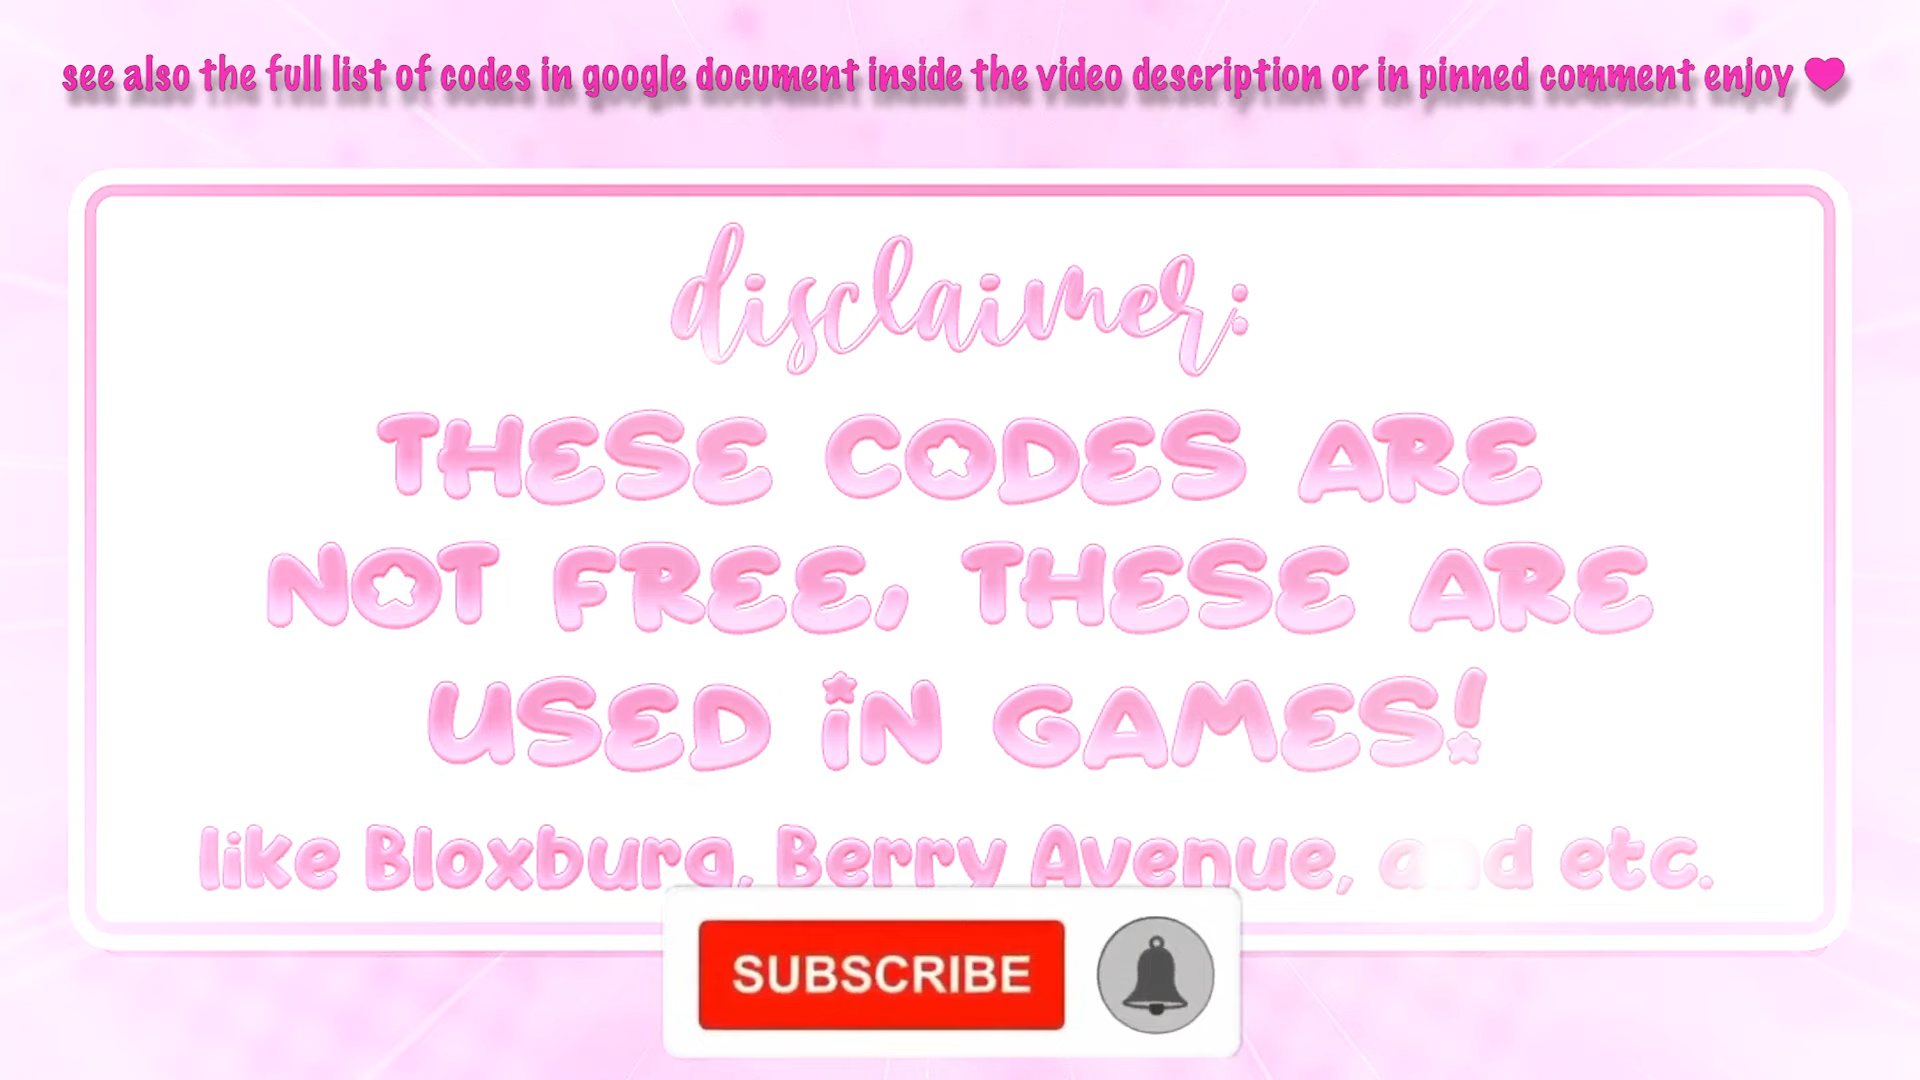 see also the full list of codes in google document inside the video description or in pinned comment enjoy
disclaimer:
THESE CODES ARE
NOT FREE, THESE ARE
USED iN GAMES!
like Bloxburg, Berry Avenue, and etc.
SUBSCRIBE